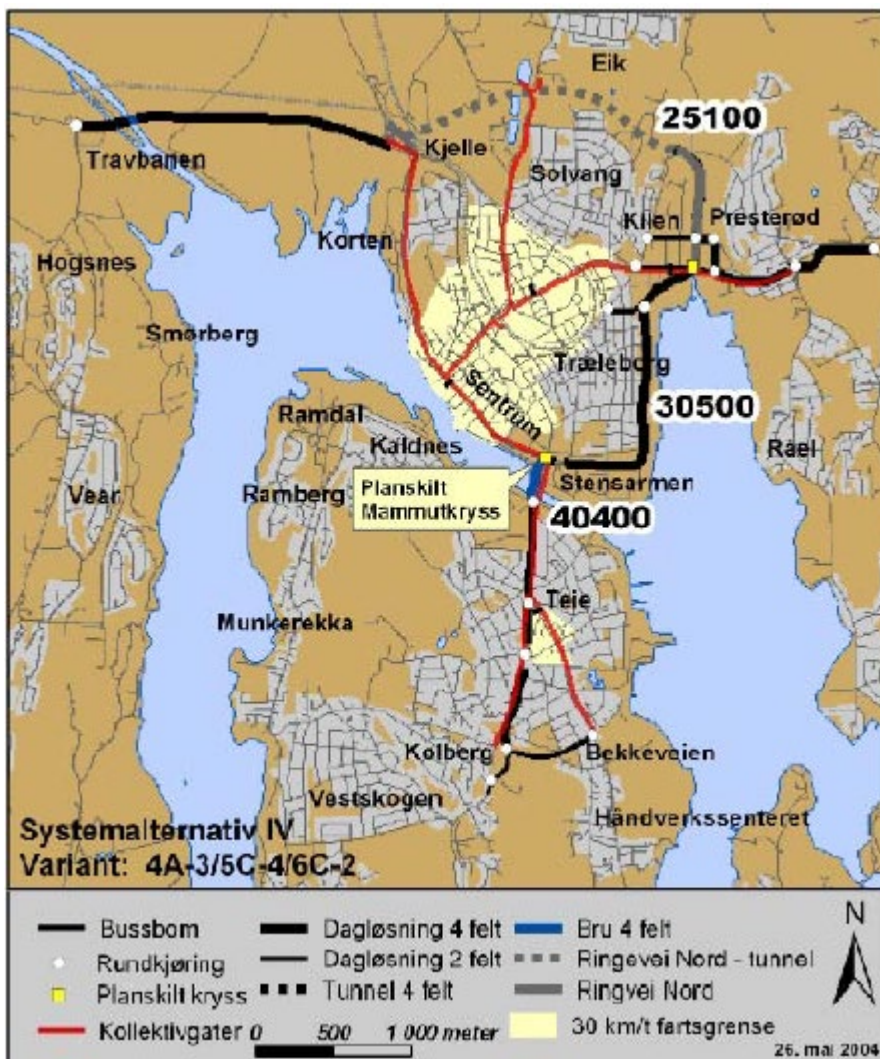 Eik
25100
Travbanen
Kjelle
Solvang
Kilen
Presterød
Korten
Hogsnes
Smørberg
Træleborg
Sentrum
30500
Ramdal
Kaldnes
Råel
Stensarmen
Vear
Ramberg
Planskilt
Mammutkryss
40400
Teie
Munkerekka
Kolberg
Bekkeveien
Vestskogen
Håndverkssenteret
Systemalternativ IV
Variant: 4A-3/5C-4/6C-2
Bussbom
Dagløsning 4 felt
Bru 4 felt
N
Rundkjøring
Dagløsning 2 felt
Ringevei Nord - tunnel
Planskilt kryss
Tunnel 4 felt
Ringvei Nord
Kollektivgater
0 500 1 000 meter
30 km/t fartsgrense
26. mai 2004